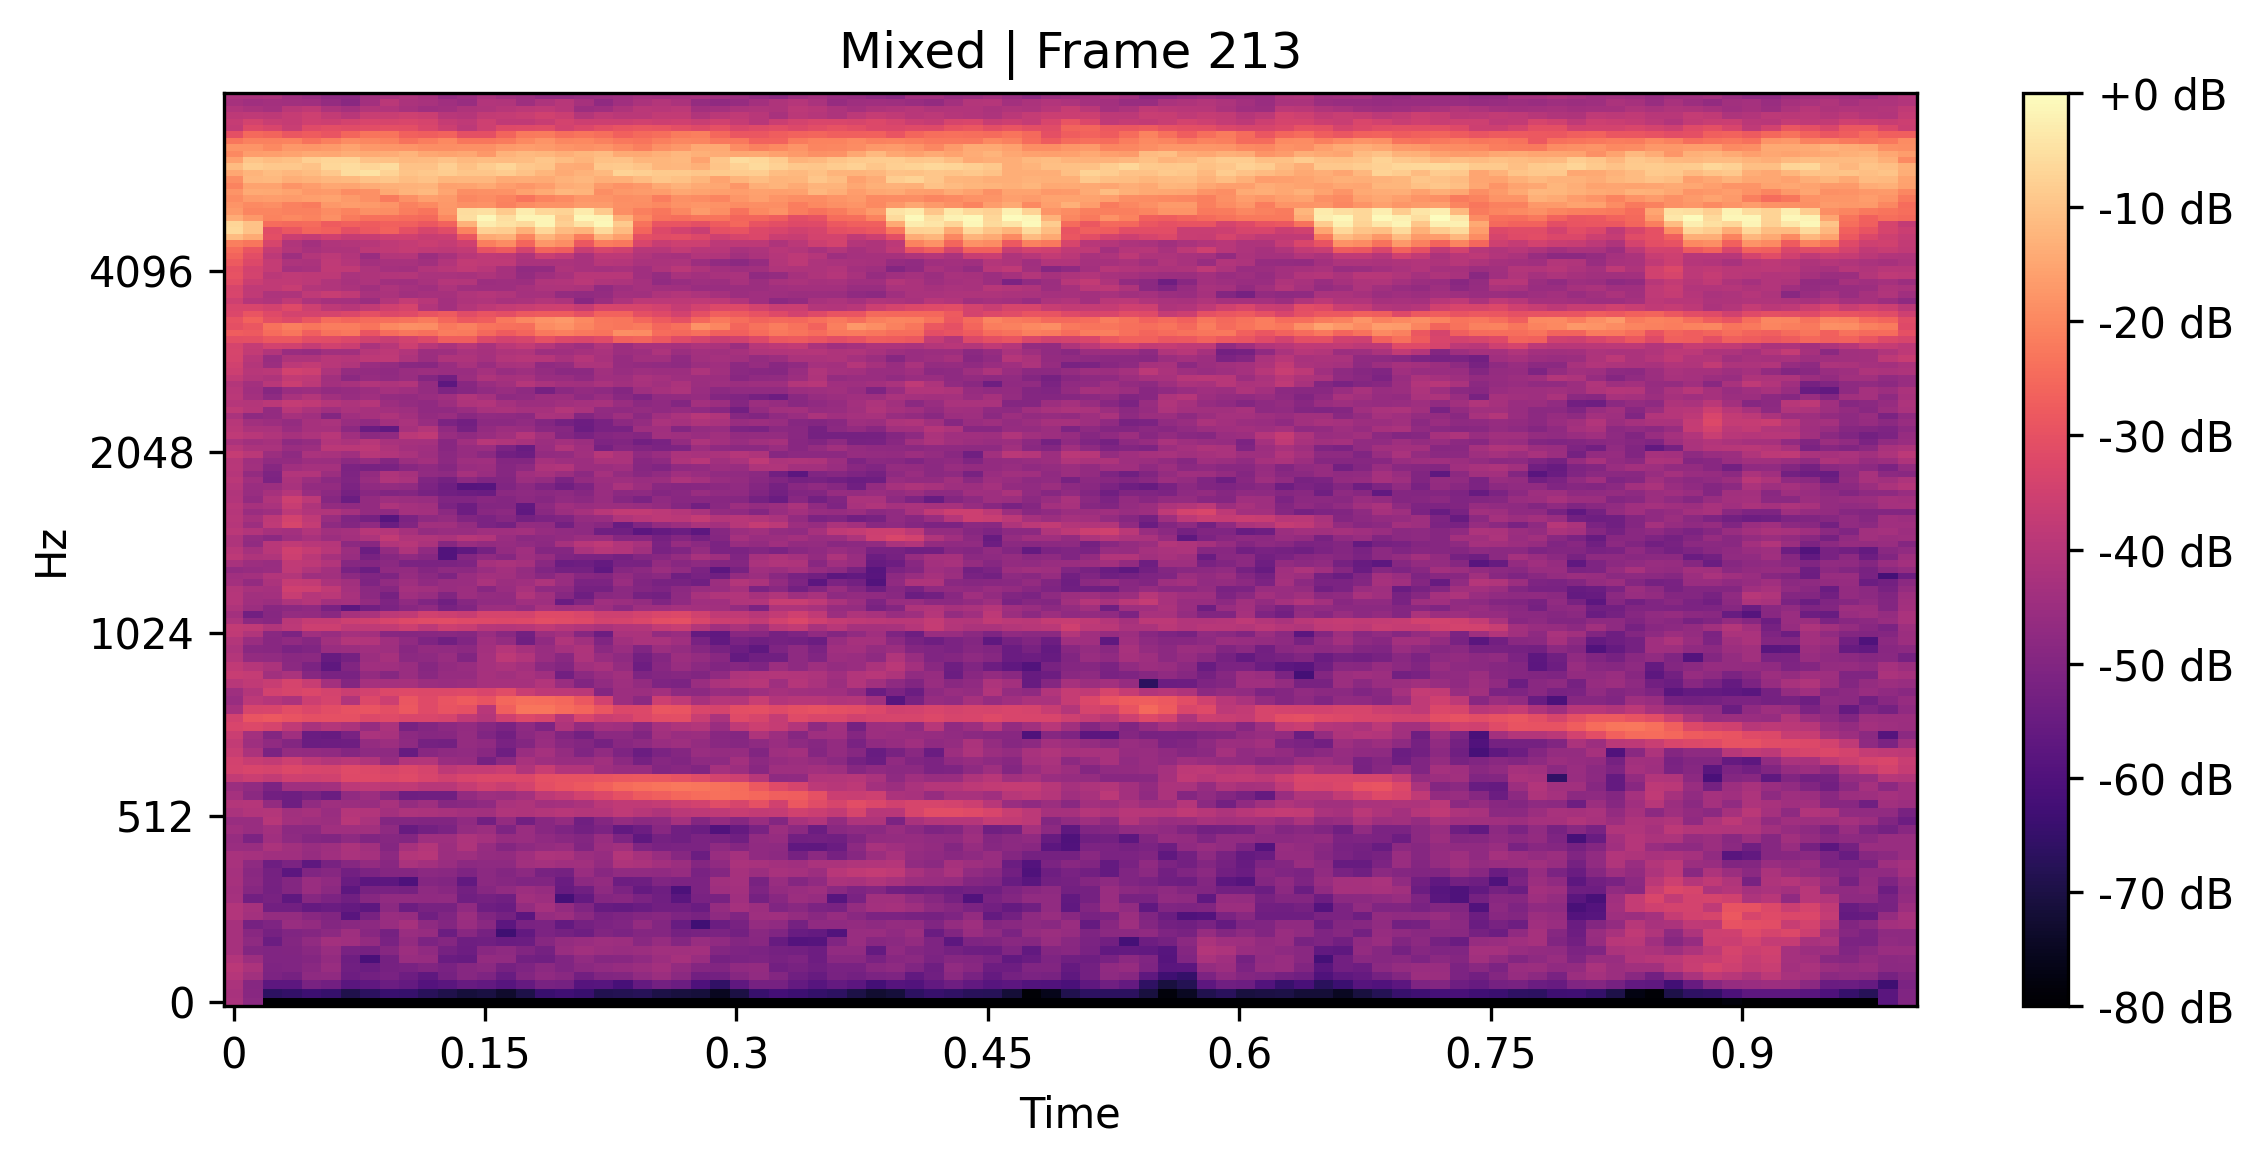 Mixed | Frame 213
+0 dB
-10 dB
-20 dB
-30 dB
-40 dB
-50 dB
-60 dB
-70 dB
-80 dB
Hz
4096
2048
1024
512
0
0 0.15 0.3 0.45 0.6 0.75 0.9
Time